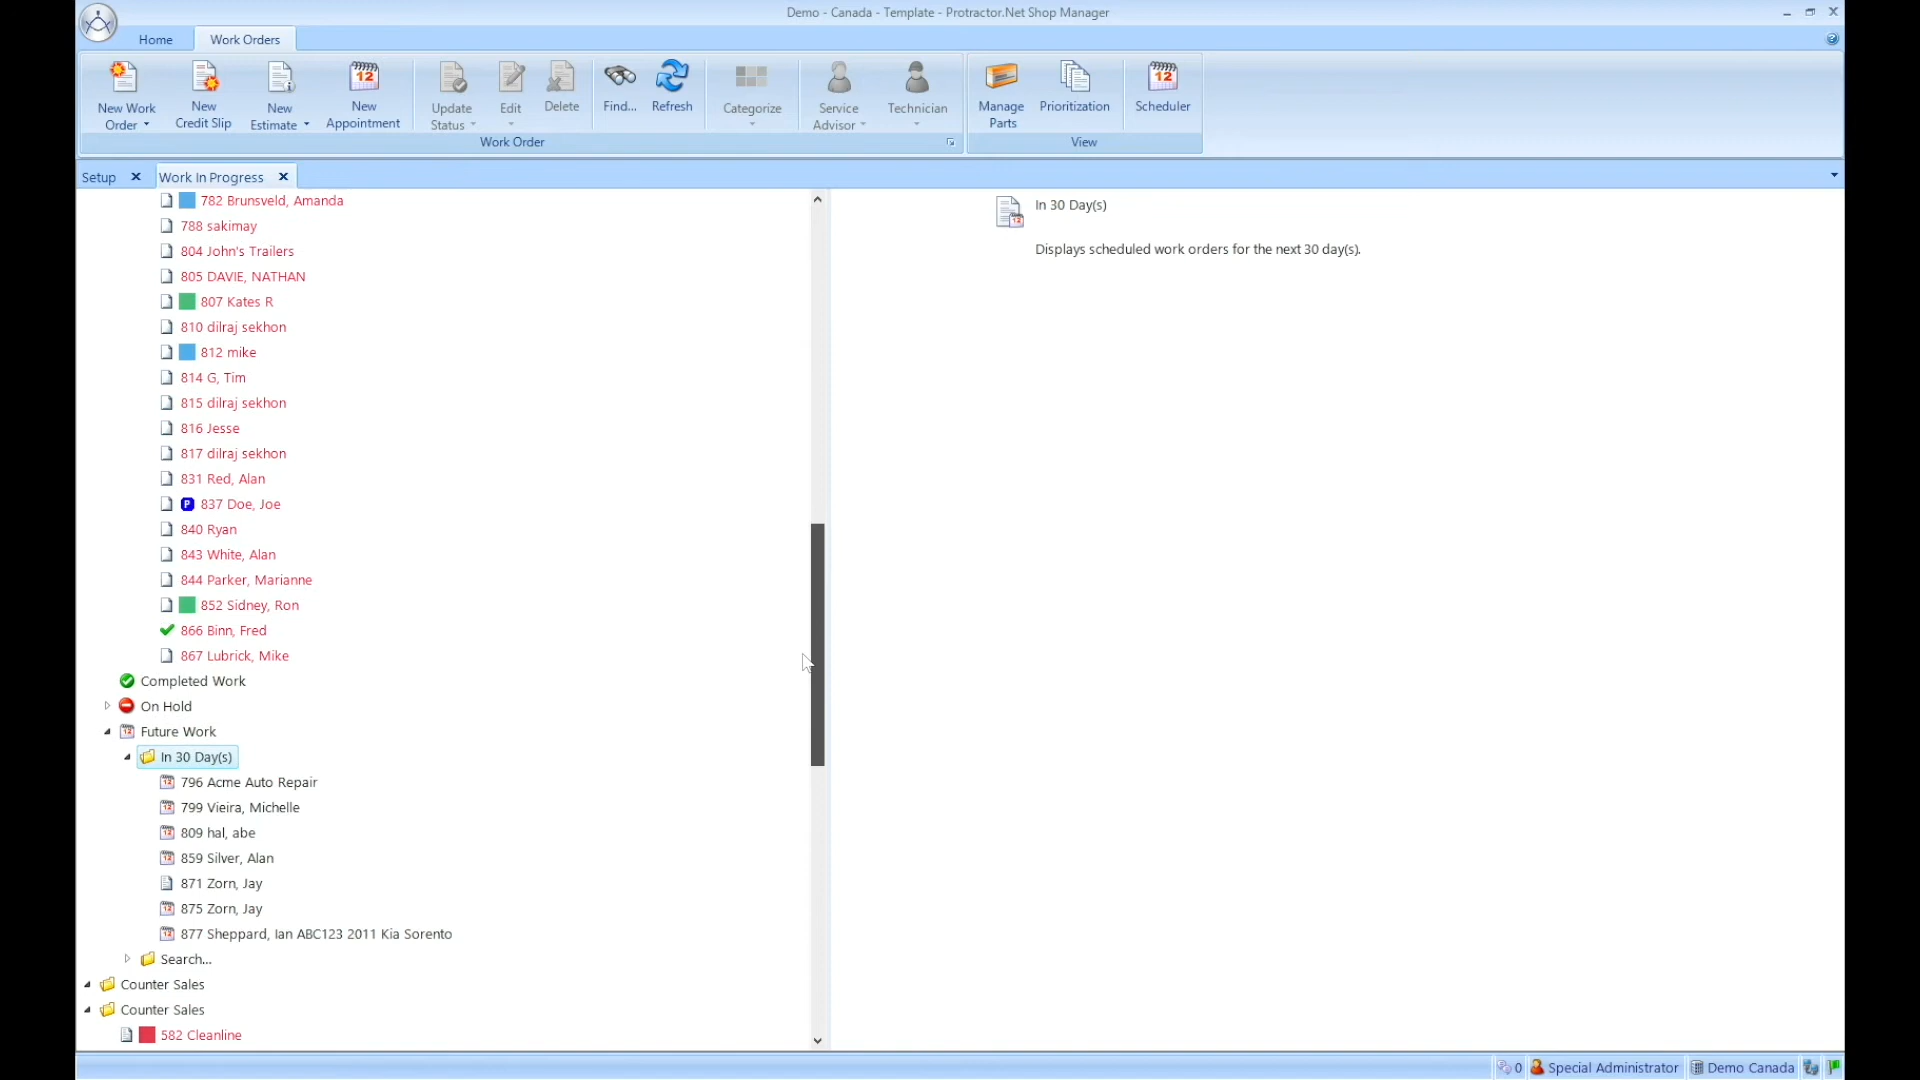 Demo - Canada - Template - Protractor.Net Shop Manager
Home
Work Orders
New Work Order
New Credit Slip
New Estimate
New Appointment
Update Status
Edit
Delete
Find...
Refresh
Categorize
Service Advisor
Technician
Manage Parts
Prioritization
Scheduler
Work Order
View
Setup
Work In Progress
782 Brunsveld, Amanda
788 sakimay
804 John's Trailers
805 DAVIE, NATHAN
807 Kates R
810 dilraj sekhon
812 mike
814 G, Tim
815 dilraj sekhon
816 Jesse
817 dilraj sekhon
831 Red, Alan
P 837 Doe, Joe
840 Ryan
843 White, Alan
844 Parker, Marianne
852 Sidney, Ron
866 Binn, Fred
867 Lubrick, Mike
Completed Work
On Hold
Future Work
In 30 Day(s)
796 Acme Auto Repair
799 Vieira, Michelle
809 hal, abe
859 Silver, Alan
871 Zorn, Jay
875 Zorn, Jay
877 Sheppard, Ian ABC123 2011 Kia Sorento
Search...
Counter Sales
Counter Sales
582 Cleanline
In 30 Day(s)
Displays scheduled work orders for the next 30 day(s).
0
Special Administrator
Demo Canada